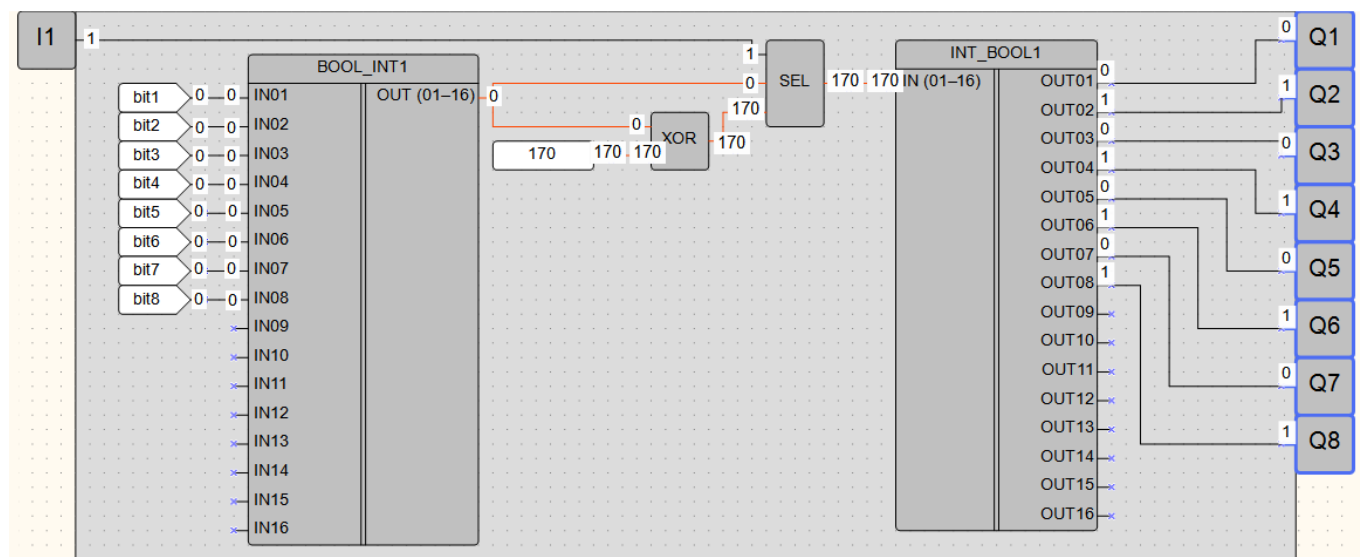 I1
1
BOOL_INT1
OUT (01–16)
0
bit1 0 0 IN01
bit2 0 0 IN02
bit3 0 0 IN03
bit4 0 0 IN04
bit5 0 0 IN05
bit6 0 0 IN06
bit7 0 0 IN07
bit8 0 0 IN08
IN09
IN10
IN11
IN12
IN13
IN14
IN15
IN16
0
XOR
170 170 170
170
1
0
170
SEL
170 170
INT_BOOL1
IN (01–16)
OUT01 0
OUT02 1
OUT03 0
OUT04 1
OUT05 0
OUT06 1
OUT07 0
OUT08 1
OUT09
OUT10
OUT11
OUT12
OUT13
OUT14
OUT15
OUT16
0 Q1
1 Q2
0 Q3
1 Q4
0 Q5
1 Q6
0 Q7
1 Q8